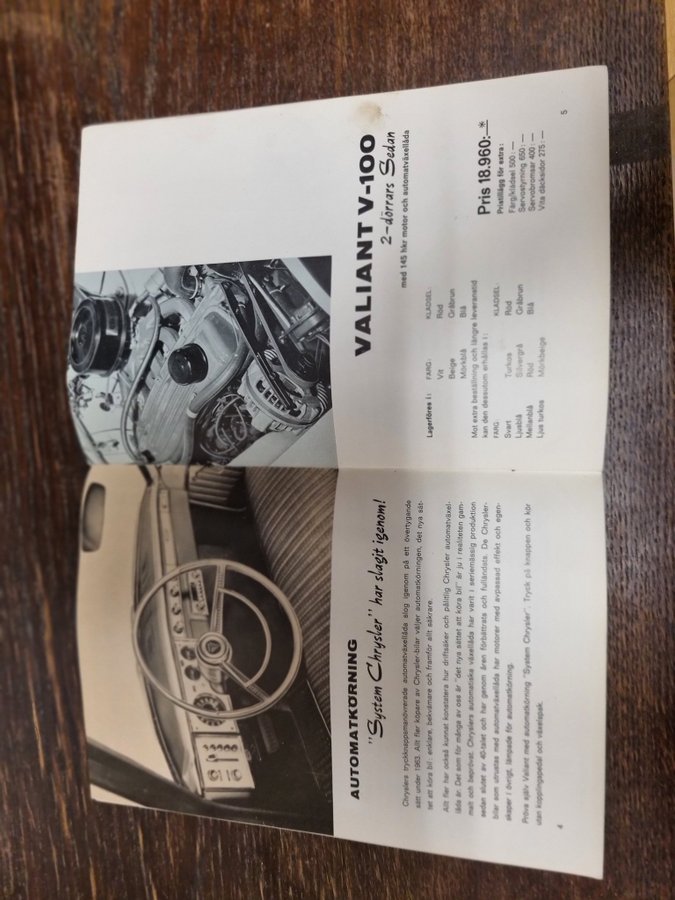 AUTOMATKÖRNING
"System Chrysler" har slagit igenom!
Chryslers tryckknappsmanövrerade automatväxellåda slog igenom på ett övertygande
sätt under 1963. Allt fler köpare av Chrysler-bilar väljer automatkörningen, det nya sät-
tet att köra bil: enklare, bekvämare och framför allt säkrare.
Allt fler har också kunnat konstatera hur driftsäker och pålitlig Chrysler automatväxel-
låda är. Det som för många av oss är "det nya sättet att köra bil" är ju i realiteten gam-
malt och beprövat. Chryslers automatiska växellåda har varit i seriemässig produktion
sedan slutet av 40-talet och har genom åren förbättrats och fulländats. De Chrysler-
bilar som utrustas med automatväxellåda har motorer med avpassad effekt och egen-
skaper i övrigt, lämpade för automatkörning.
Pröva själv Valiant med automatkörning "System Chrysler". Tryck på knappen och kör
utan kopplingspedal och växelspak.
4
VALIANT V-100
2-dörrars Sedan
med 145 hkr motor och automatväxellåda
Lagerföres i: FÄRG: KLÄDSEL:
Vit Röd
Beige Gråbrun
Mörkblå Blå
Mot extra beställning och längre leveranstid
kan den dessutom erhållas i:
FÄRG: KLÄDSEL:
Svart Turkos Röd
Ljusblå Silvergrå Gråbrun
Mellanblå Röd Blå
Ljus turkos Mörkbeige
Pris 18.960:—*
Pristillägg för extra:
Färg/klädsel 500:—
Servostyrning 650:—
Servobromsar 400:—
Vita däcksidor 275:—
5